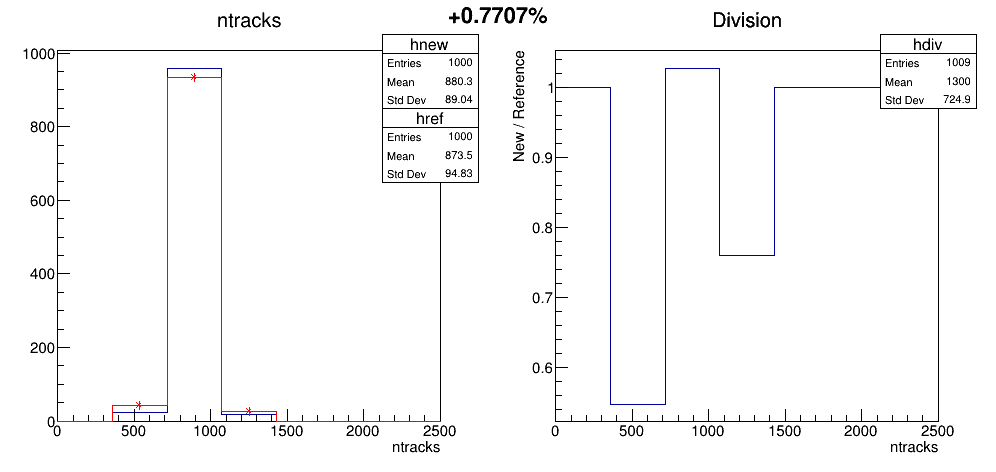 +0.7707%
ntracks
hnew
Entries 1000
Mean 880.3
Std Dev 89.04
href
Entries 1000
Mean 873.5
Std Dev 94.83
1000
800
600
400
200
0
0 500 1000 1500 2000 2500
ntracks
Division
hdiv
Entries 1009
Mean 1300
Std Dev 724.9
New / Reference
1
0.9
0.8
0.7
0.6
0 500 1000 1500 2000 2500
ntracks